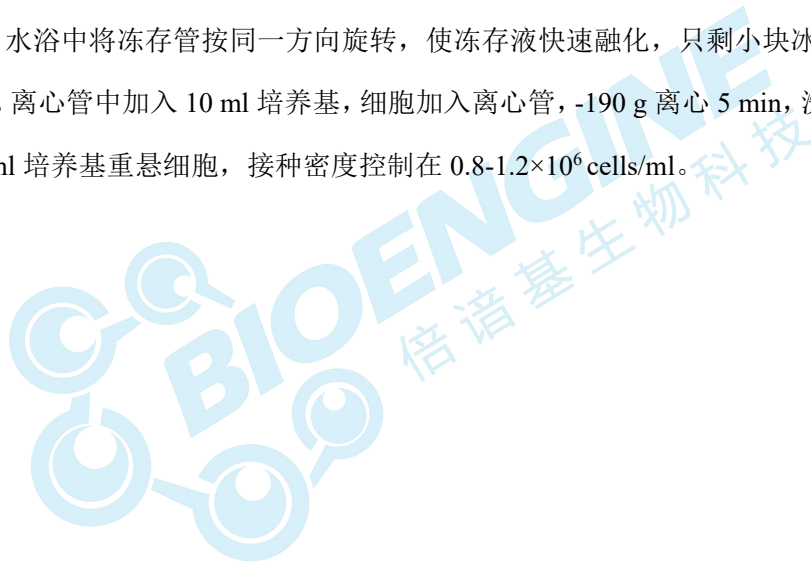 水浴中将冻存管按同一方向旋转，使冻存液快速融化，只剩小块冰
离心管中加入 10 ml 培养基，细胞加入离心管，-190 g 离心 5 min，
ml 培养基重悬细胞，接种密度控制在 0.8-1.2×10⁶ cells/ml。
BIOENGINE
倍谙基生物科技